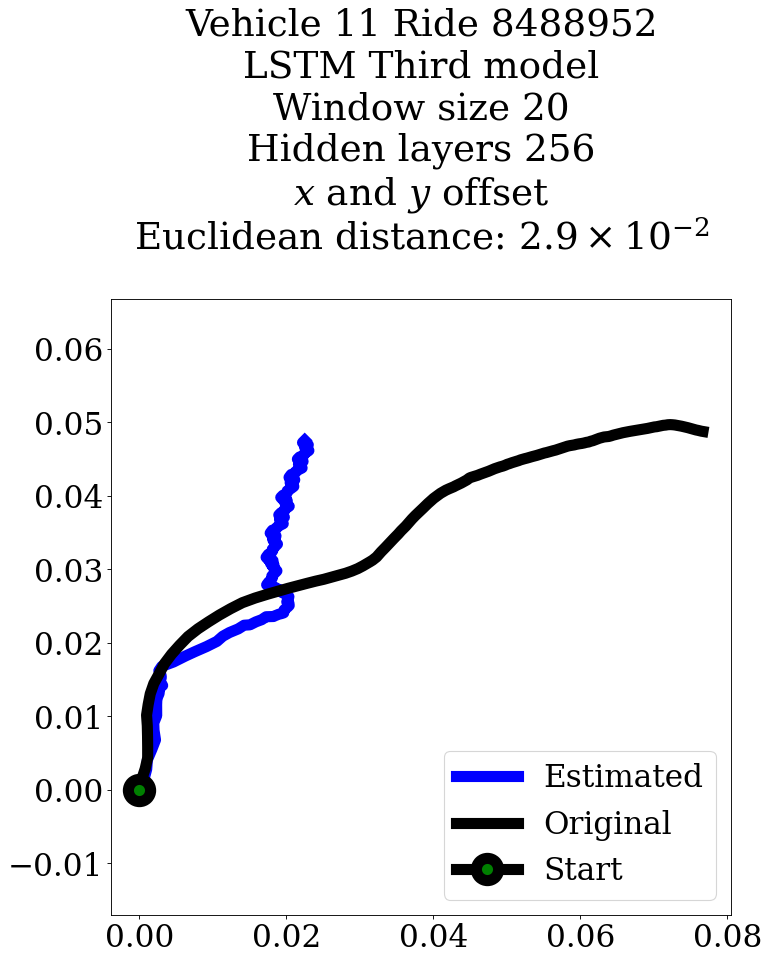 Vehicle 11 Ride 8488952
LSTM Third model
Window size 20
Hidden layers 256
x and y offset
Euclidean distance: 2.9 × 10⁻²
0.06
0.05
0.04
0.03
0.02
0.01
0.00
−0.01
Estimated
Original
Start
0.00 0.02 0.04 0.06 0.08